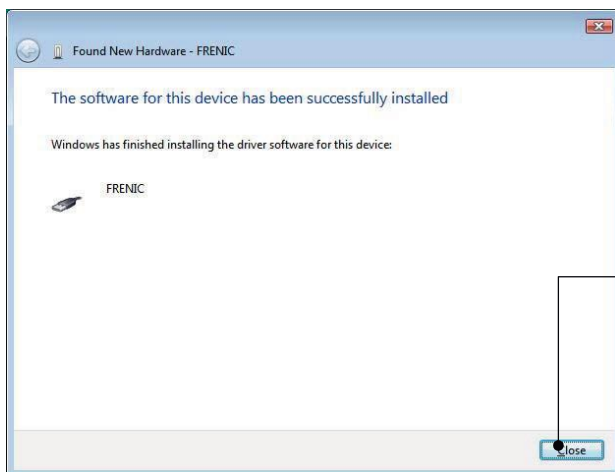 Found New Hardware - FRENIC
The software for this device has been successfully installed
Windows has finished installing the driver software for this device:
FRENIC
Close